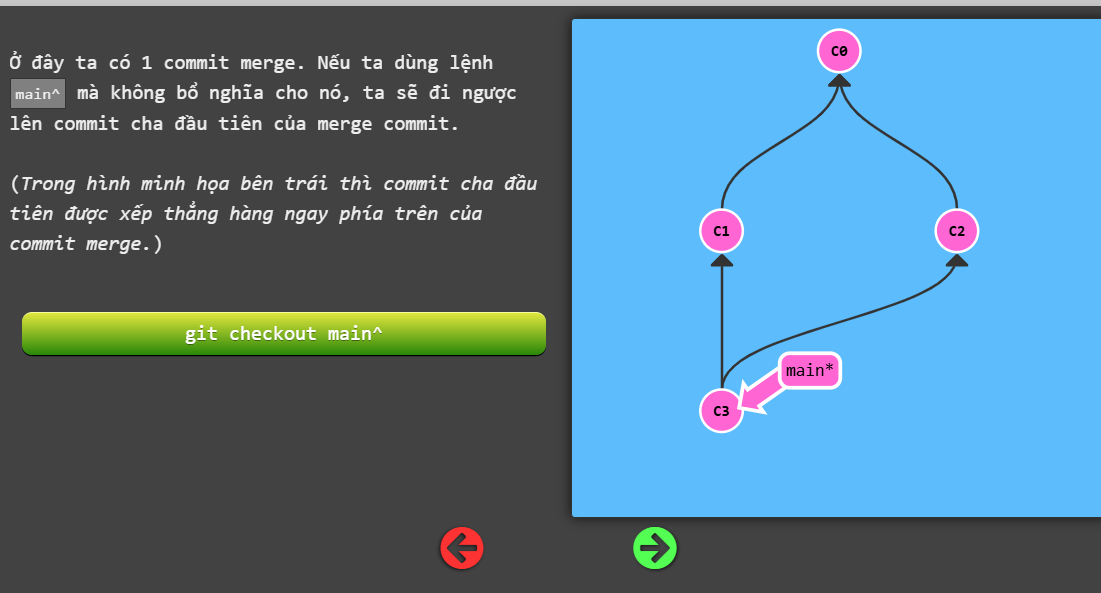 Ở đây ta có 1 commit merge. Nếu ta dùng lệnh
main^ mà không bổ nghĩa cho nó, ta sẽ đi ngược
lên commit cha đầu tiên của merge commit.
(Trong hình minh họa bên trái thì commit cha đầu
tiên được xếp thẳng hàng ngay phía trên của
commit merge.)
git checkout main^
C0
C1
C2
main*
C3